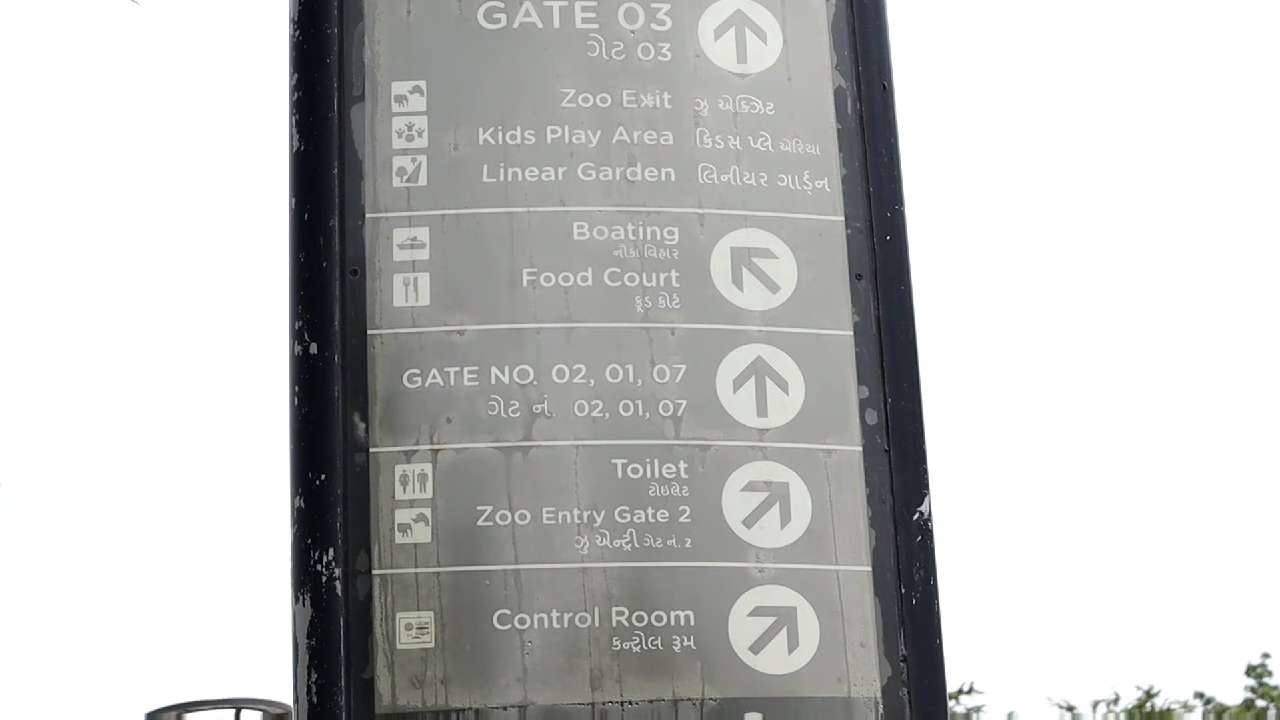 GATE 03
ગેટ 03
Zoo Exit ઝુ એક્ઝિટ
Kids Play Area કિડસ પ્લે એરિયા
Linear Garden લિનીયર ગાર્ડન
Boating
નૌકા વિહાર
Food Court
ફૂડ કોર્ટ
GATE NO. 02, 01, 07
ગેટ નં. 02, 01, 07
Toilet
ટોઇલેટ
Zoo Entry Gate 2
ઝુ એન્ટ્રી ગેટ નં. 2
Control Room
કન્ટ્રોલ રૂમ